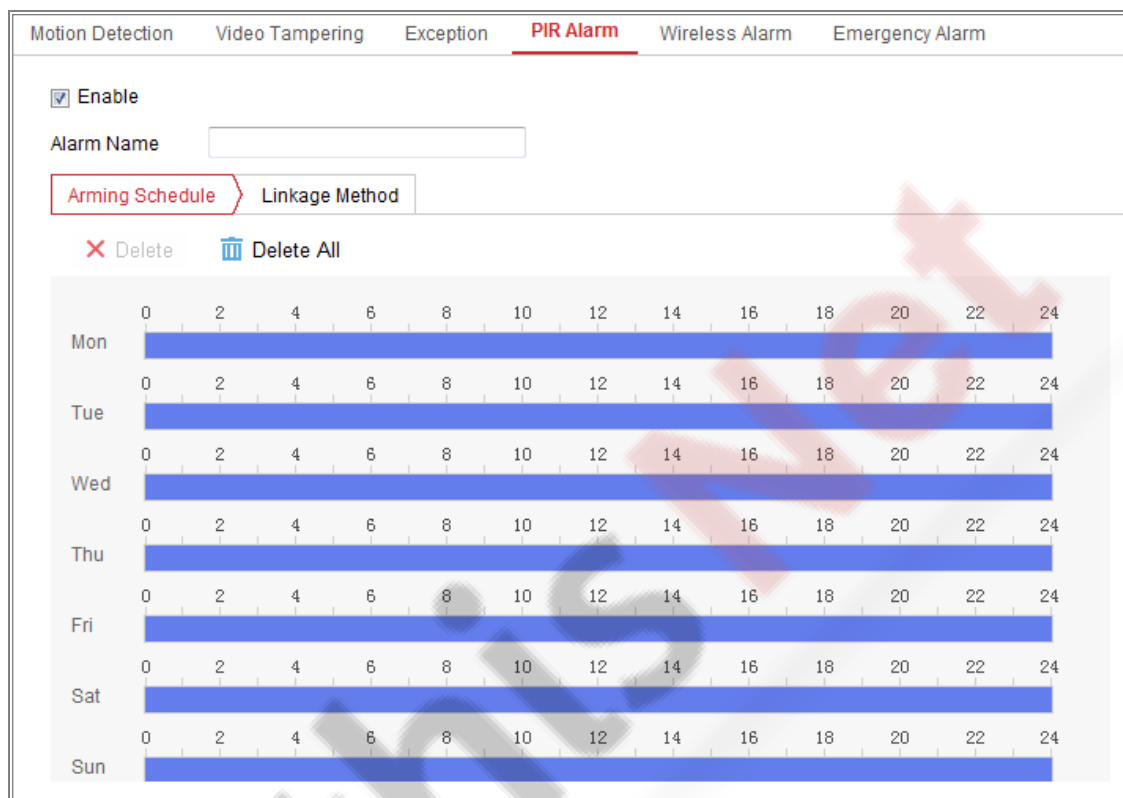 Motion Detection Video Tampering Exception PIR Alarm Wireless Alarm Emergency Alarm
Enable
Alarm Name
Arming Schedule Linkage Method
Delete Delete All
0 2 4 6 8 10 12 14 16 18 20 22 24
Mon
0 2 4 6 8 10 12 14 16 18 20 22 24
Tue
0 2 4 6 8 10 12 14 16 18 20 22 24
Wed
0 2 4 6 8 10 12 14 16 18 20 22 24
Thu
0 2 4 6 8 10 12 14 16 18 20 22 24
Fri
0 2 4 6 8 10 12 14 16 18 20 22 24
Sat
0 2 4 6 8 10 12 14 16 18 20 22 24
Sun
hisNet